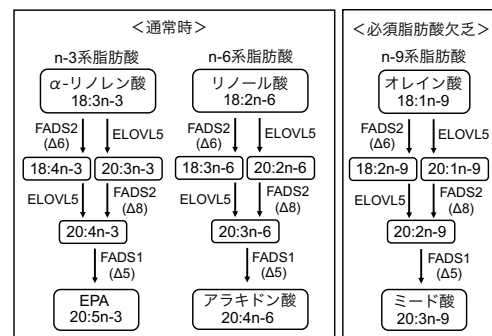 ＜通常時＞
n-3系脂肪酸
α-リノレン酸
18:3n-3
FADS2
(Δ6)
ELOVL5
18:4n-3
20:3n-3
ELOVL5
FADS2
(Δ8)
20:4n-3
FADS1
(Δ5)
EPA
20:5n-3
n-6系脂肪酸
リノール酸
18:2n-6
FADS2
(Δ6)
ELOVL5
18:3n-6
20:2n-6
ELOVL5
FADS2
(Δ8)
20:3n-6
FADS1
(Δ5)
アラキドン酸
20:4n-6
＜必須脂肪酸欠乏＞
n-9系脂肪酸
オレイン酸
18:1n-9
FADS2
(Δ6)
ELOVL5
18:2n-9
20:1n-9
ELOVL5
FADS2
(Δ8)
20:2n-9
FADS1
(Δ5)
ミード酸
20:3n-9